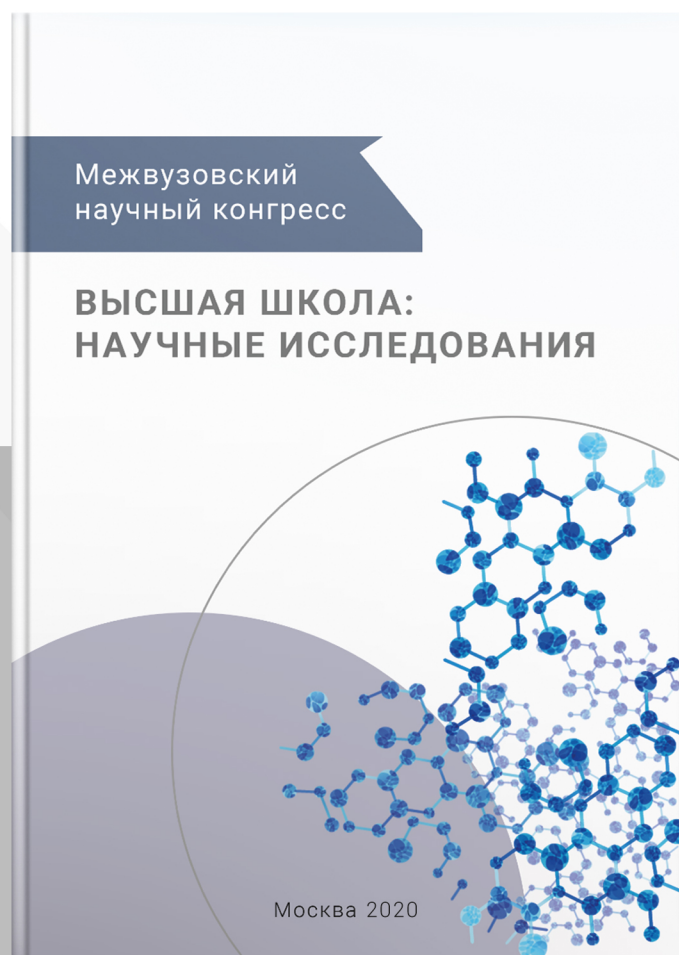 Межвузовский
научный конгресс
ВЫСШАЯ ШКОЛА:
НАУЧНЫЕ ИССЛЕДОВАНИЯ
Москва 2020